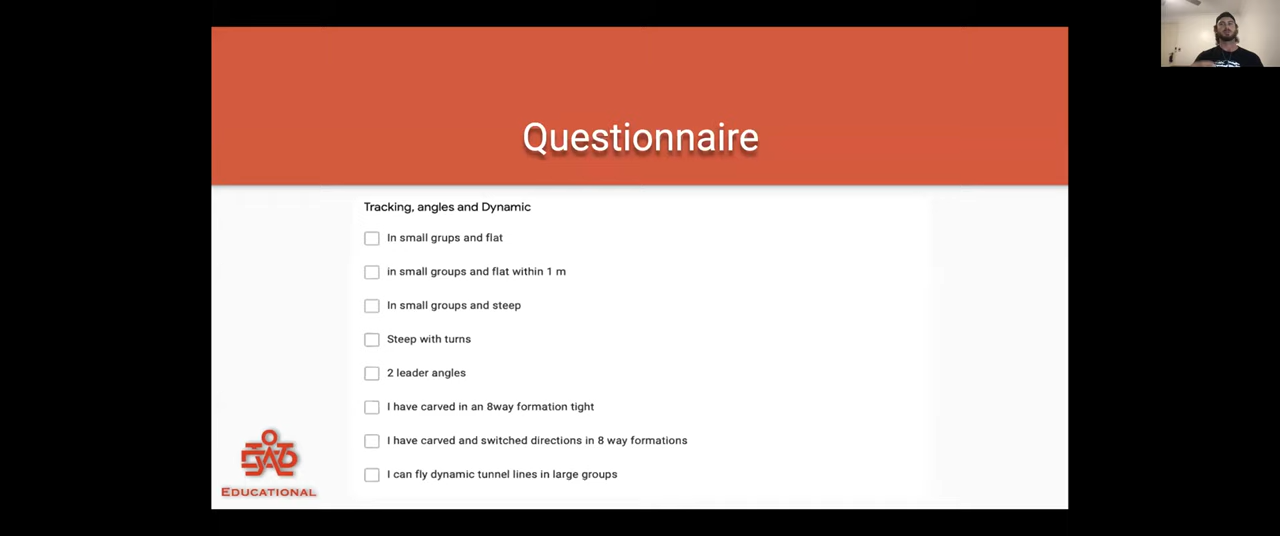 Questionnaire
Tracking, angles and Dynamic
In small grups and flat
in small groups and flat within 1 m
In small groups and steep
Steep with turns
2 leader angles
I have carved in an 8way formation tight
I have carved and switched directions in 8 way formations
I can fly dynamic tunnel lines in large groups
EDUCATIONAL